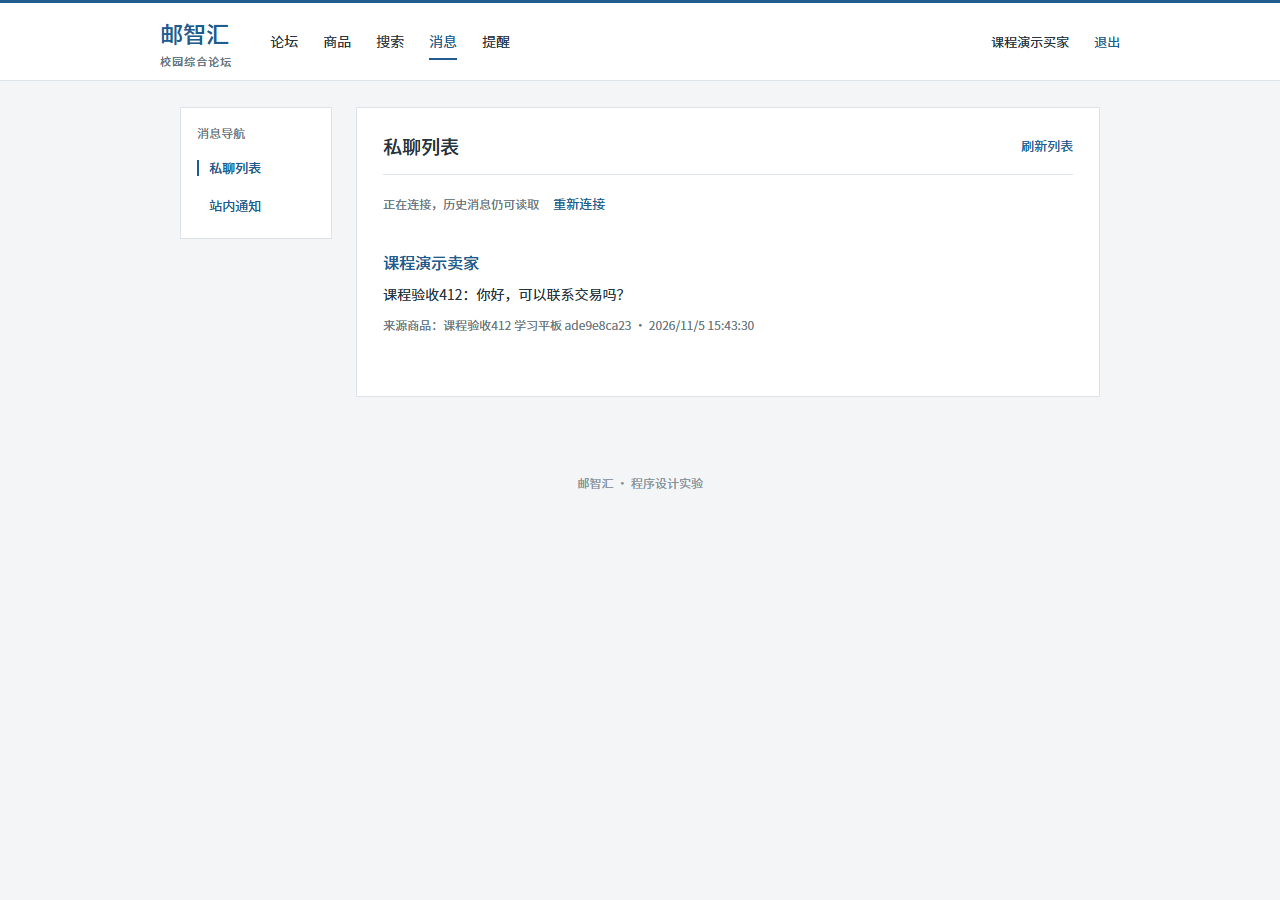 邮智汇
校园综合论坛
论坛 商品 搜索 消息 提醒
课程演示买家 退出
消息导航
私聊列表
站内通知
私聊列表
刷新列表
正在连接，历史消息仍可读取 重新连接
课程演示卖家
课程验收412：你好，可以联系交易吗？
来源商品：课程验收412 学习平板 ade9e8ca23 · 2026/11/5 15:43:30
邮智汇 · 程序设计实验